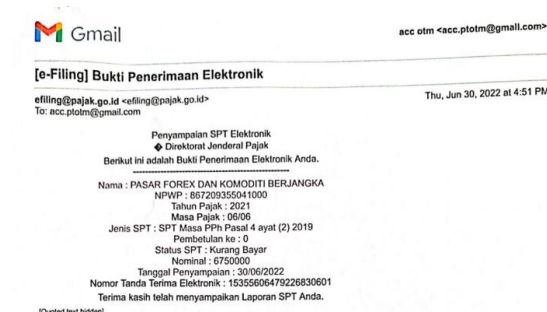 Gmail
acc otm <acc.ptotm@gmail.com>
[e-Filing] Bukti Penerimaan Elektronik
efiling@pajak.go.id <efiling@pajak.go.id>
Thu, Jun 30, 2022 at 4:51 PM
To: acc.ptotm@gmail.com
Penyampaian SPT Elektronik
� Direktorat Jenderal Pajak
Berikut ini adalah Bukti Penerimaan Elektronik Anda.
--------------------------------------------------
Nama : PASAR FOREX DAN KOMODITI BERJANGKA
NPWP : 867209355041000
Tahun Pajak : 2021
Masa Pajak : 06/06
Jenis SPT : SPT Masa PPh Pasal 4 ayat (2) 2019
Pembetulan ke : 0
Status SPT : Kurang Bayar
Nominal : 6750000
Tanggal Penyampaian : 30/06/2022
Nomor Tanda Terima Elektronik : 15355606479226830601
Terima kasih telah menyampaikan Laporan SPT Anda.
[Quoted text hidden]